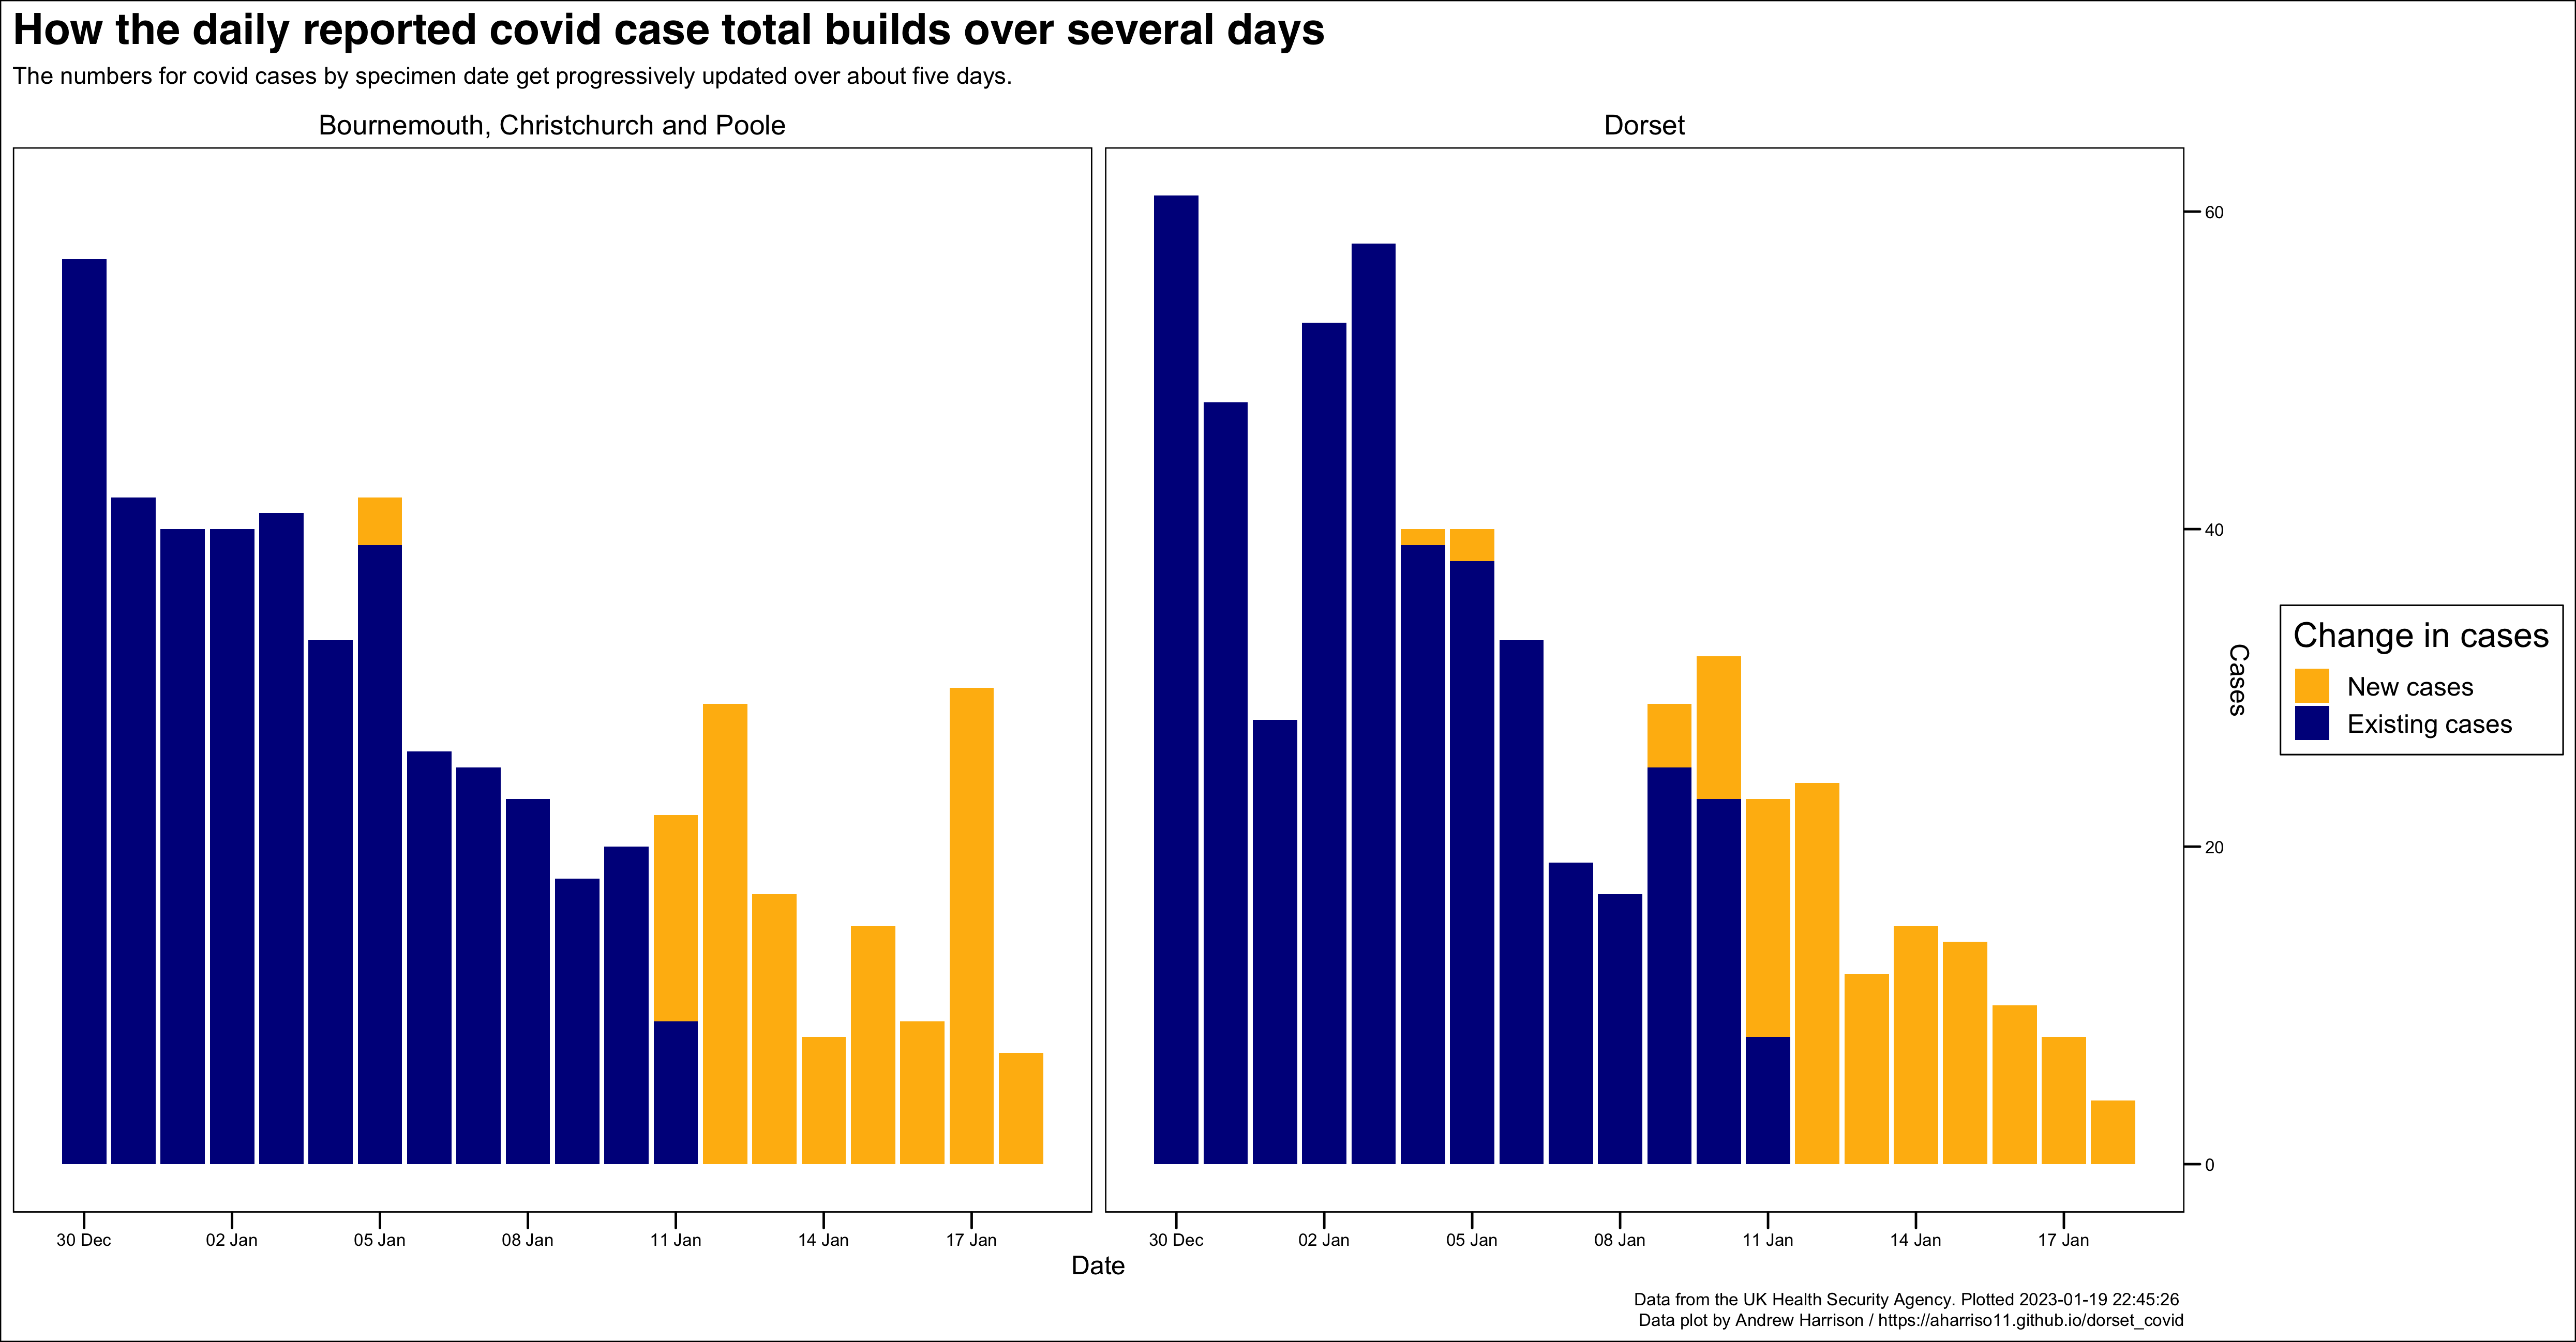 How the daily reported covid case total builds over several days
The numbers for covid cases by specimen date get progressively updated over about five days.
Bournemouth, Christchurch and Poole
Dorset
60
40
20
0
Cases
Change in cases
New cases
Existing cases
30 Dec 02 Jan 05 Jan 08 Jan 11 Jan 14 Jan 17 Jan
30 Dec 02 Jan 05 Jan 08 Jan 11 Jan 14 Jan 17 Jan
Date
Data from the UK Health Security Agency. Plotted 2023-01-19 22:45:26
Data plot by Andrew Harrison / https://aharriso11.github.io/dorset_covid